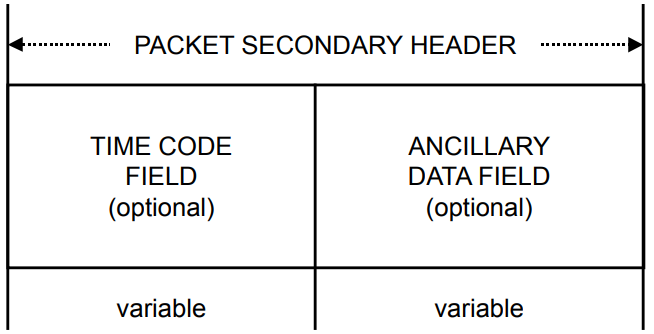 PACKET SECONDARY HEADER
TIME CODE
FIELD
(optional)
ANCILLARY
DATA FIELD
(optional)
variable
variable